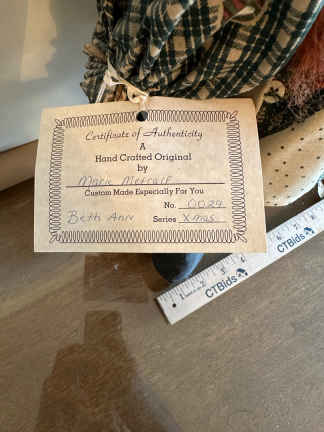 Certificate of Authenticity
A
Hand Crafted Original
by
Marie Metcalf
Custom Made Especially For You
No. 0029
Beth Ann Series Xmas
CTBids
CTBids